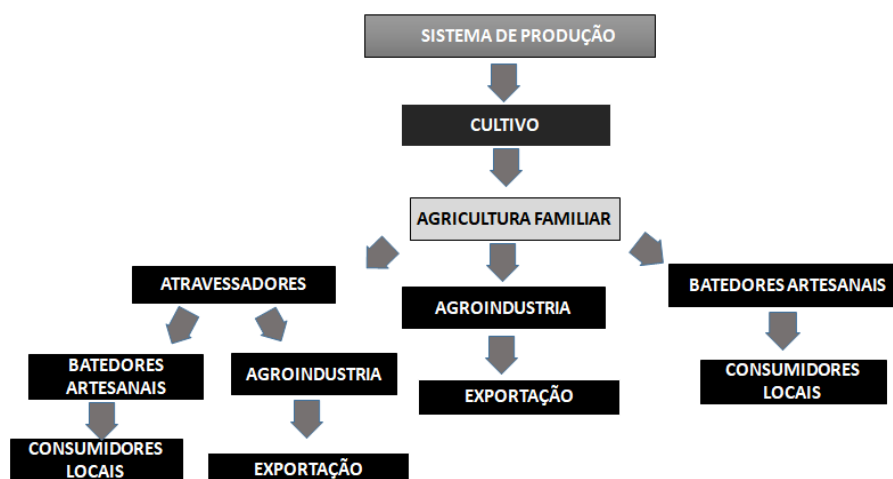 SISTEMA DE PRODUÇÃO
CULTIVO
AGRICULTURA FAMILIAR
ATRAVESSADORES
AGROINDUSTRIA
BATEDORES ARTESANAIS
BATEDORES
ARTESANAIS
AGROINDUSTRIA
EXPORTAÇÃO
CONSUMIDORES
LOCAIS
CONSUMIDORES
LOCAIS
EXPORTAÇÃO